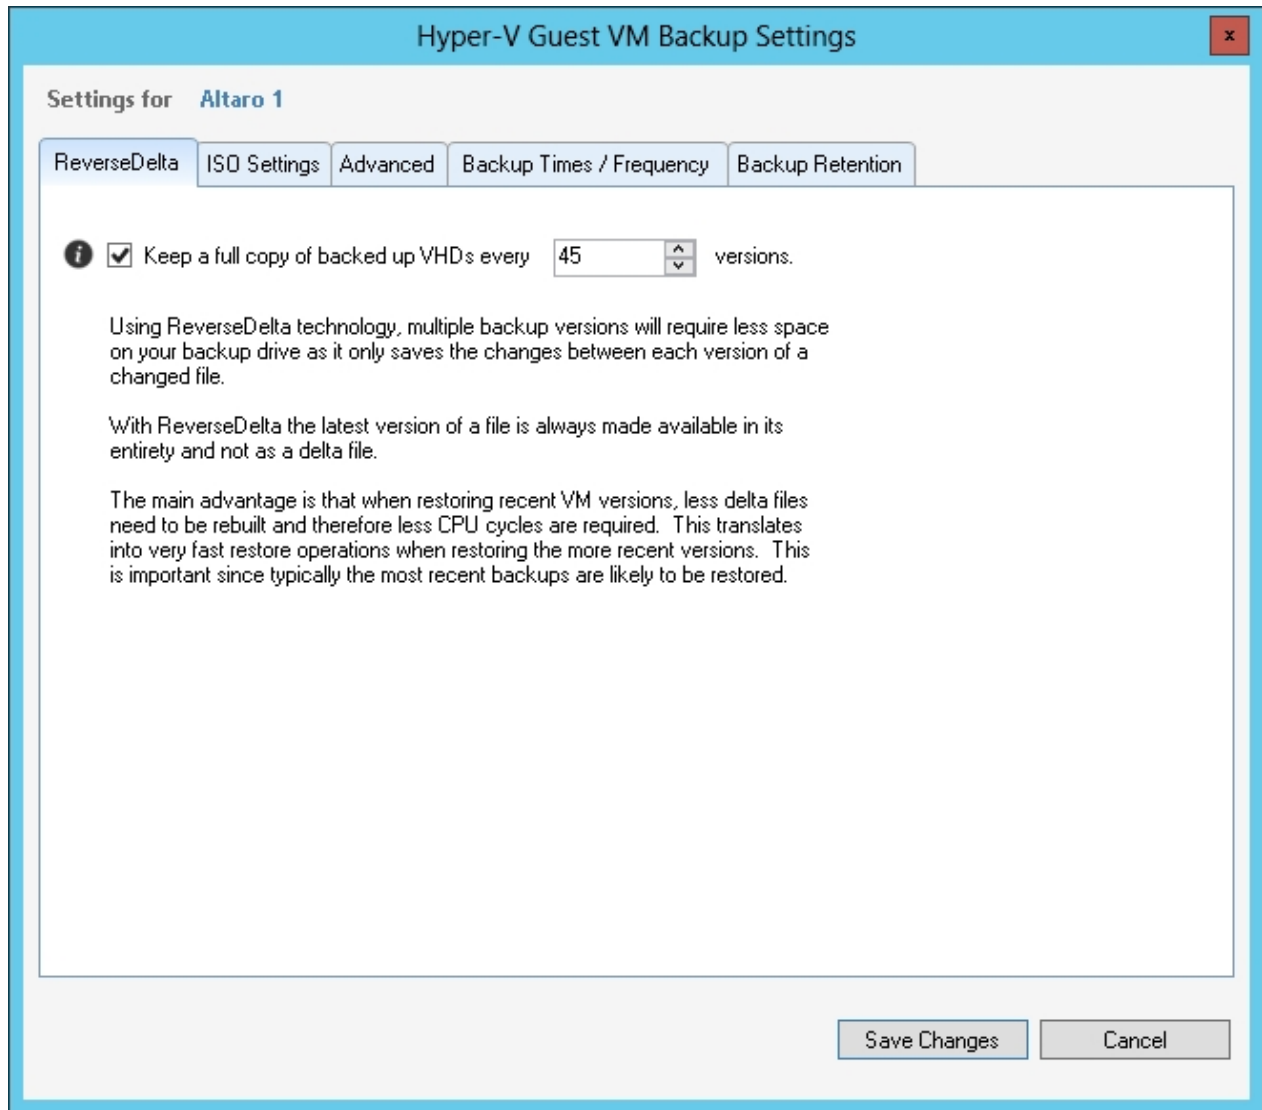 Hyper-V Guest VM Backup Settings
x
Settings for Altaro 1
ReverseDelta ISO Settings Advanced Backup Times / Frequency Backup Retention
i Keep a full copy of backed up VHDs every 45 versions.
Using ReverseDelta technology, multiple backup versions will require less space
on your backup drive as it only saves the changes between each version of a
changed file.
With ReverseDelta the latest version of a file is always made available in its
entirety and not as a delta file.
The main advantage is that when restoring recent VM versions, less delta files
need to be rebuilt and therefore less CPU cycles are required.  This translates
into very fast restore operations when restoring the more recent versions.  This
is important since typically the most recent backups are likely to be restored.
Save Changes Cancel